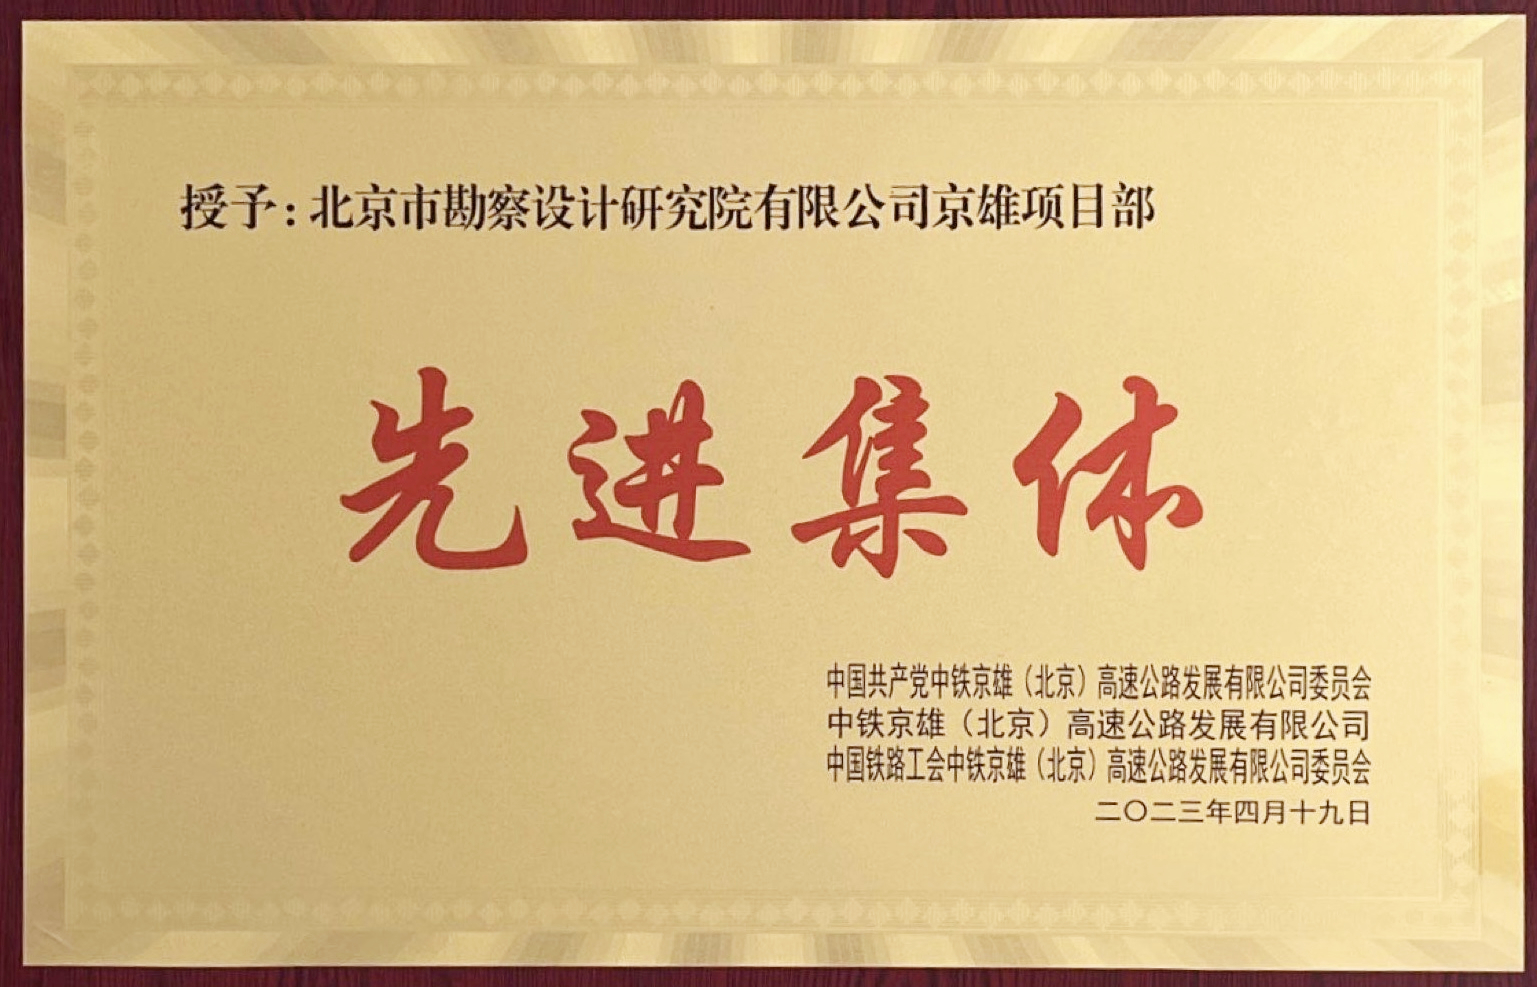 授予：北京市勘察设计研究院有限公司京雄项目部
先进集体
中国共产党中铁京雄（北京）高速公路发展有限公司委员会
中铁京雄（北京）高速公路发展有限公司
中国铁路工会中铁京雄（北京）高速公路发展有限公司委员会
二〇二三年四月十九日